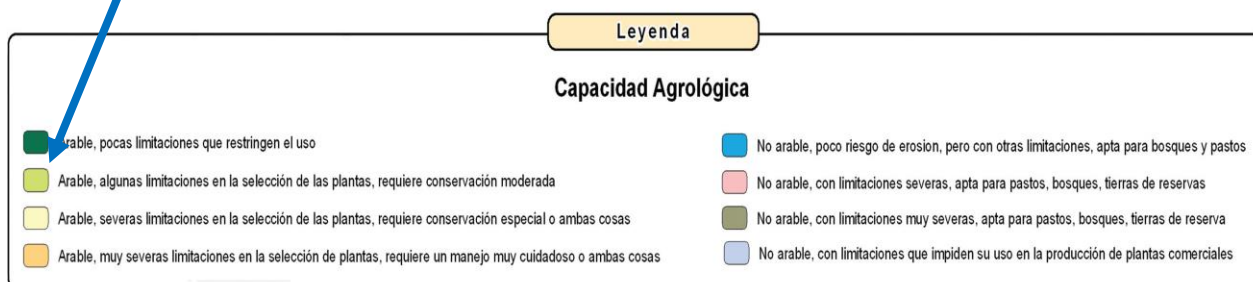 Leyenda
Capacidad Agrológica
Arable, pocas limitaciones que restringen el uso
Arable, algunas limitaciones en la selección de las plantas, requiere conservación moderada
Arable, severas limitaciones en la selección de las plantas, requiere conservación especial o ambas cosas
Arable, muy severas limitaciones en la selección de plantas, requiere un manejo muy cuidadoso o ambas cosas
No arable, poco riesgo de erosion, pero con otras limitaciones, apta para bosques y pastos
No arable, con limitaciones severas, apta para pastos, bosques, tierras de reservas
No arable, con limitaciones muy severas, apta para pastos, bosques, tierras de reserva
No arable, con limitaciones que impiden su uso en la producción de plantas comerciales